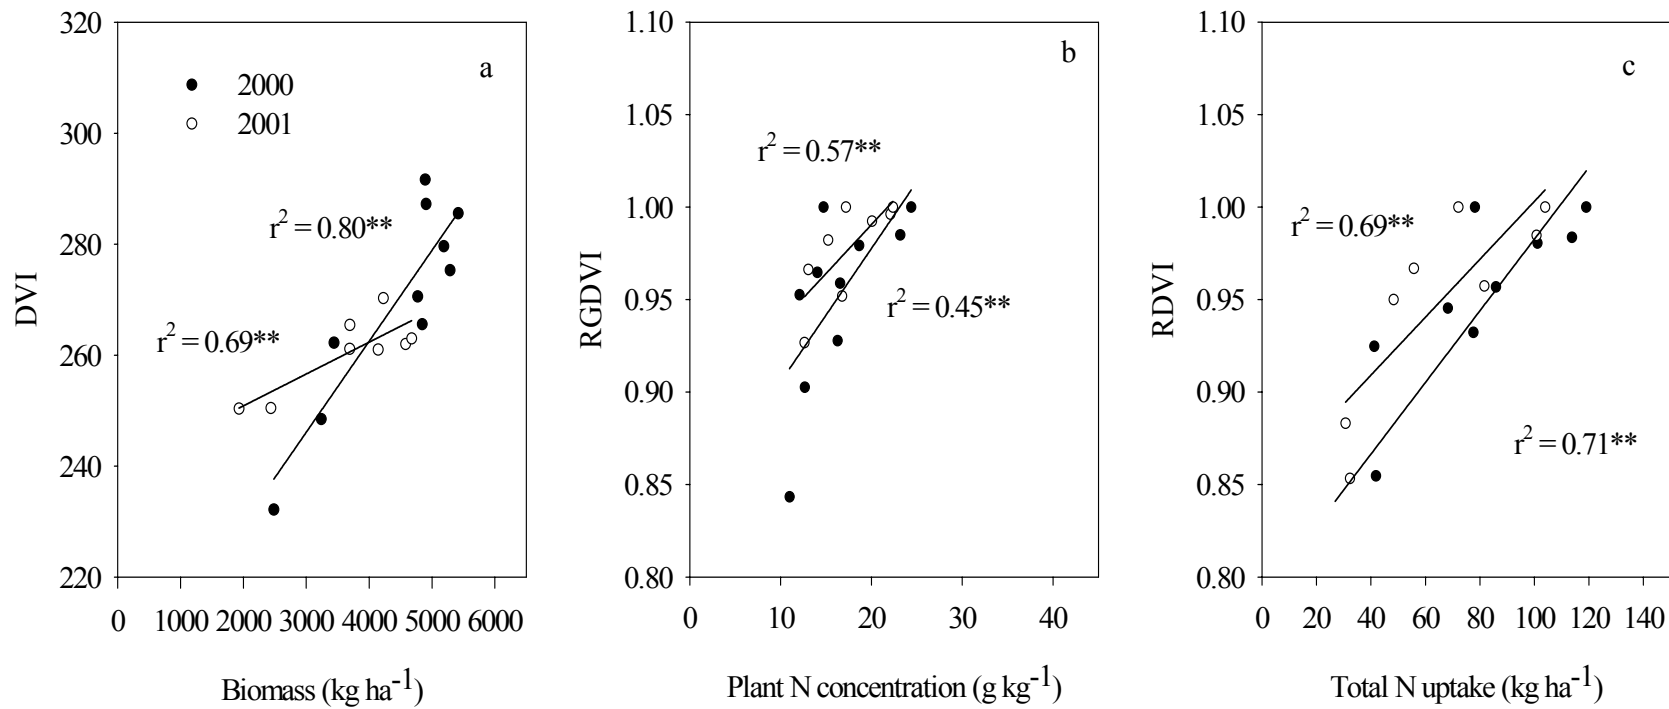 320
300
280
260
240
220
DVI
a
2000
2001
r² = 0.80**
r² = 0.69**
0 1000 2000 3000 4000 5000 6000
Biomass (kg ha⁻¹)
1.10
1.05
1.00
0.95
0.90
0.85
0.80
RGDVI
b
r² = 0.57**
r² = 0.45**
0 10 20 30 40
Plant N concentration (g kg⁻¹)
1.10
1.05
1.00
0.95
0.90
0.85
0.80
RDVI
c
r² = 0.69**
r² = 0.71**
0 20 40 60 80 100 120 140
Total N uptake (kg ha⁻¹)